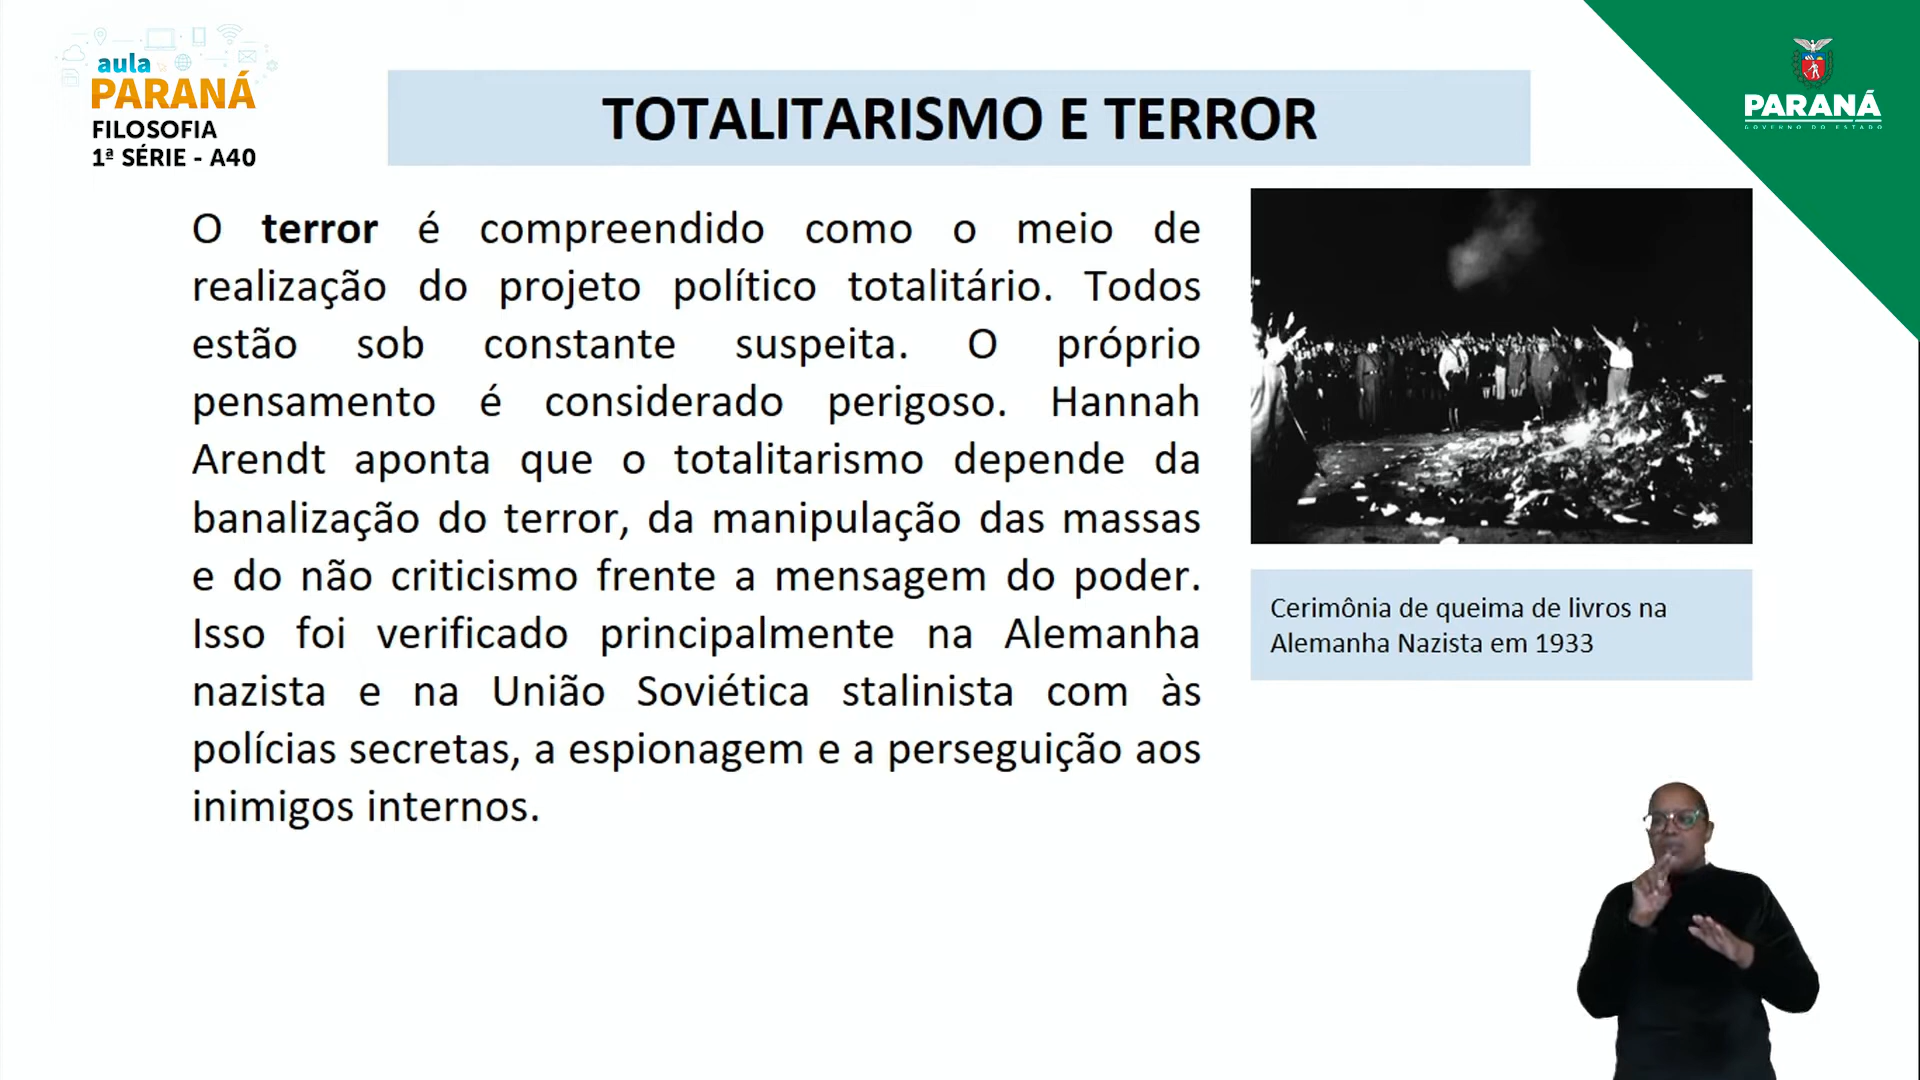 aula
PARANÁ
FILOSOFIA
1ª SÉRIE - A40
TOTALITARISMO E TERROR
PARANÁ
GOVERNO DO ESTADO
O terror é compreendido como o meio de
realização do projeto político totalitário. Todos
estão sob constante suspeita. O próprio
pensamento é considerado perigoso. Hannah
Arendt aponta que o totalitarismo depende da
banalização do terror, da manipulação das massas
e do não criticismo frente a mensagem do poder.
Isso foi verificado principalmente na Alemanha
nazista e na União Soviética stalinista com às
polícias secretas, a espionagem e a perseguição aos
inimigos internos.
Cerimônia de queima de livros na
Alemanha Nazista em 1933